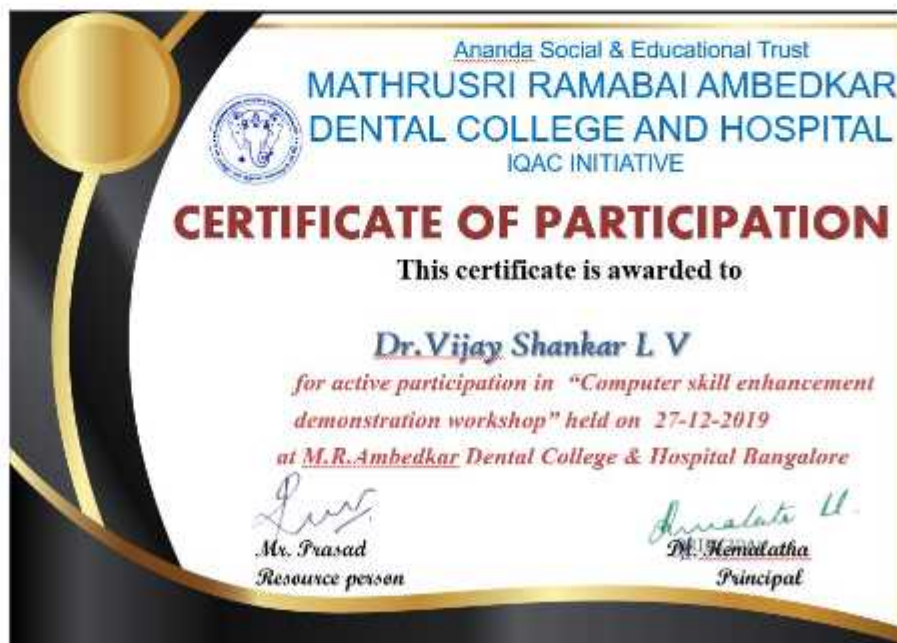 Ananda Social & Educational Trust
MATHRUSRI RAMABAI AMBEDKAR
DENTAL COLLEGE AND HOSPITAL
IQAC INITIATIVE
CERTIFICATE OF PARTICIPATION
This certificate is awarded to
Dr.Vijay Shankar L V
for active participation in "Computer skill enhancement
demonstration workshop" held on 27-12-2019
at M.R.Ambedkar Dental College & Hospital Bangalore
Mr. Prasad
Dr. Hemalatha
Resource person
Principal